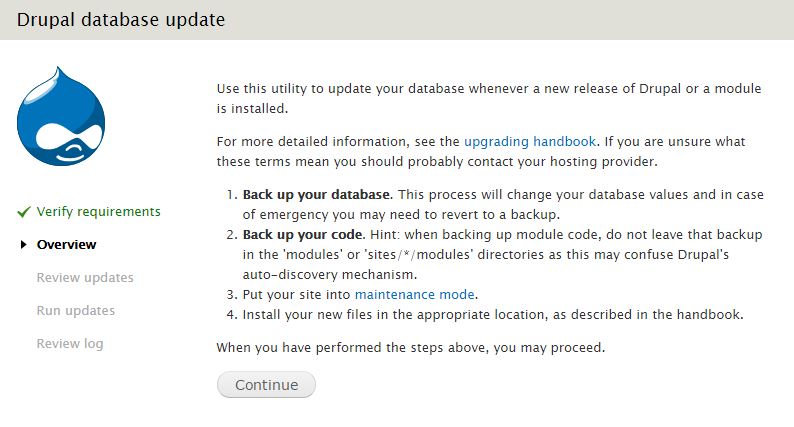 Drupal database update
Use this utility to update your database whenever a new release of Drupal or a module
is installed.
For more detailed information, see the upgrading handbook. If you are unsure what
these terms mean you should probably contact your hosting provider.
1. Back up your database. This process will change your database values and in case
of emergency you may need to revert to a backup.
2. Back up your code. Hint: when backing up module code, do not leave that backup
in the 'modules' or 'sites/*/modules' directories as this may confuse Drupal's
auto-discovery mechanism.
3. Put your site into maintenance mode.
4. Install your new files in the appropriate location, as described in the handbook.
When you have performed the steps above, you may proceed.
Continue
Verify requirements
Overview
Review updates
Run updates
Review log